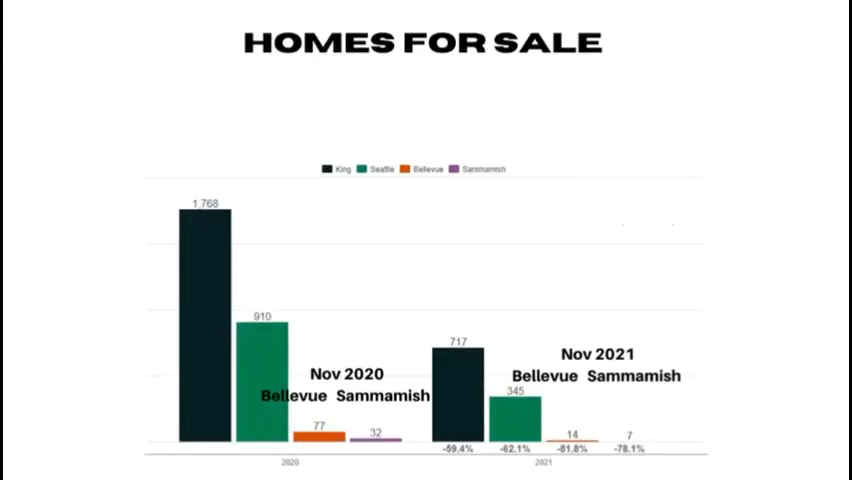 HOMES FOR SALE
King Seattle Bellevue Sammamish
1,768
910
717
Nov 2021
Nov 2020
Bellevue Sammamish
345
Bellevue Sammamish
77
32
14
7
-59.4% -62.1% -81.8% -78.1%
2020 2021